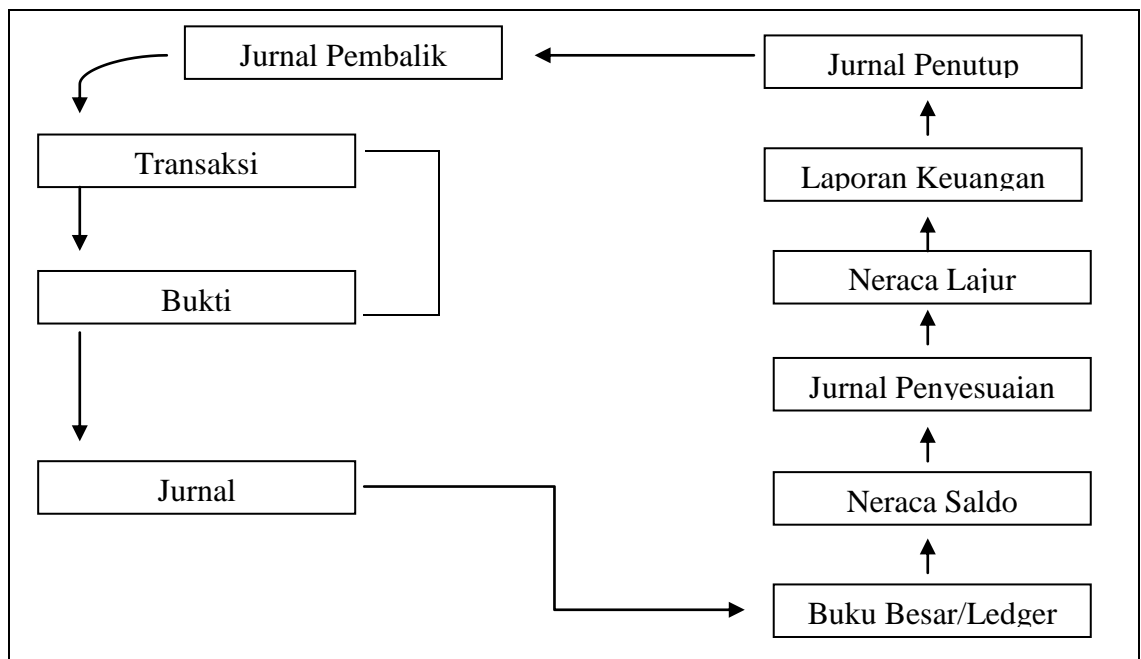 Jurnal Pembalik
Jurnal Penutup
Transaksi
Laporan Keuangan
Neraca Lajur
Bukti
Jurnal Penyesuaian
Jurnal
Neraca Saldo
Buku Besar/Ledger